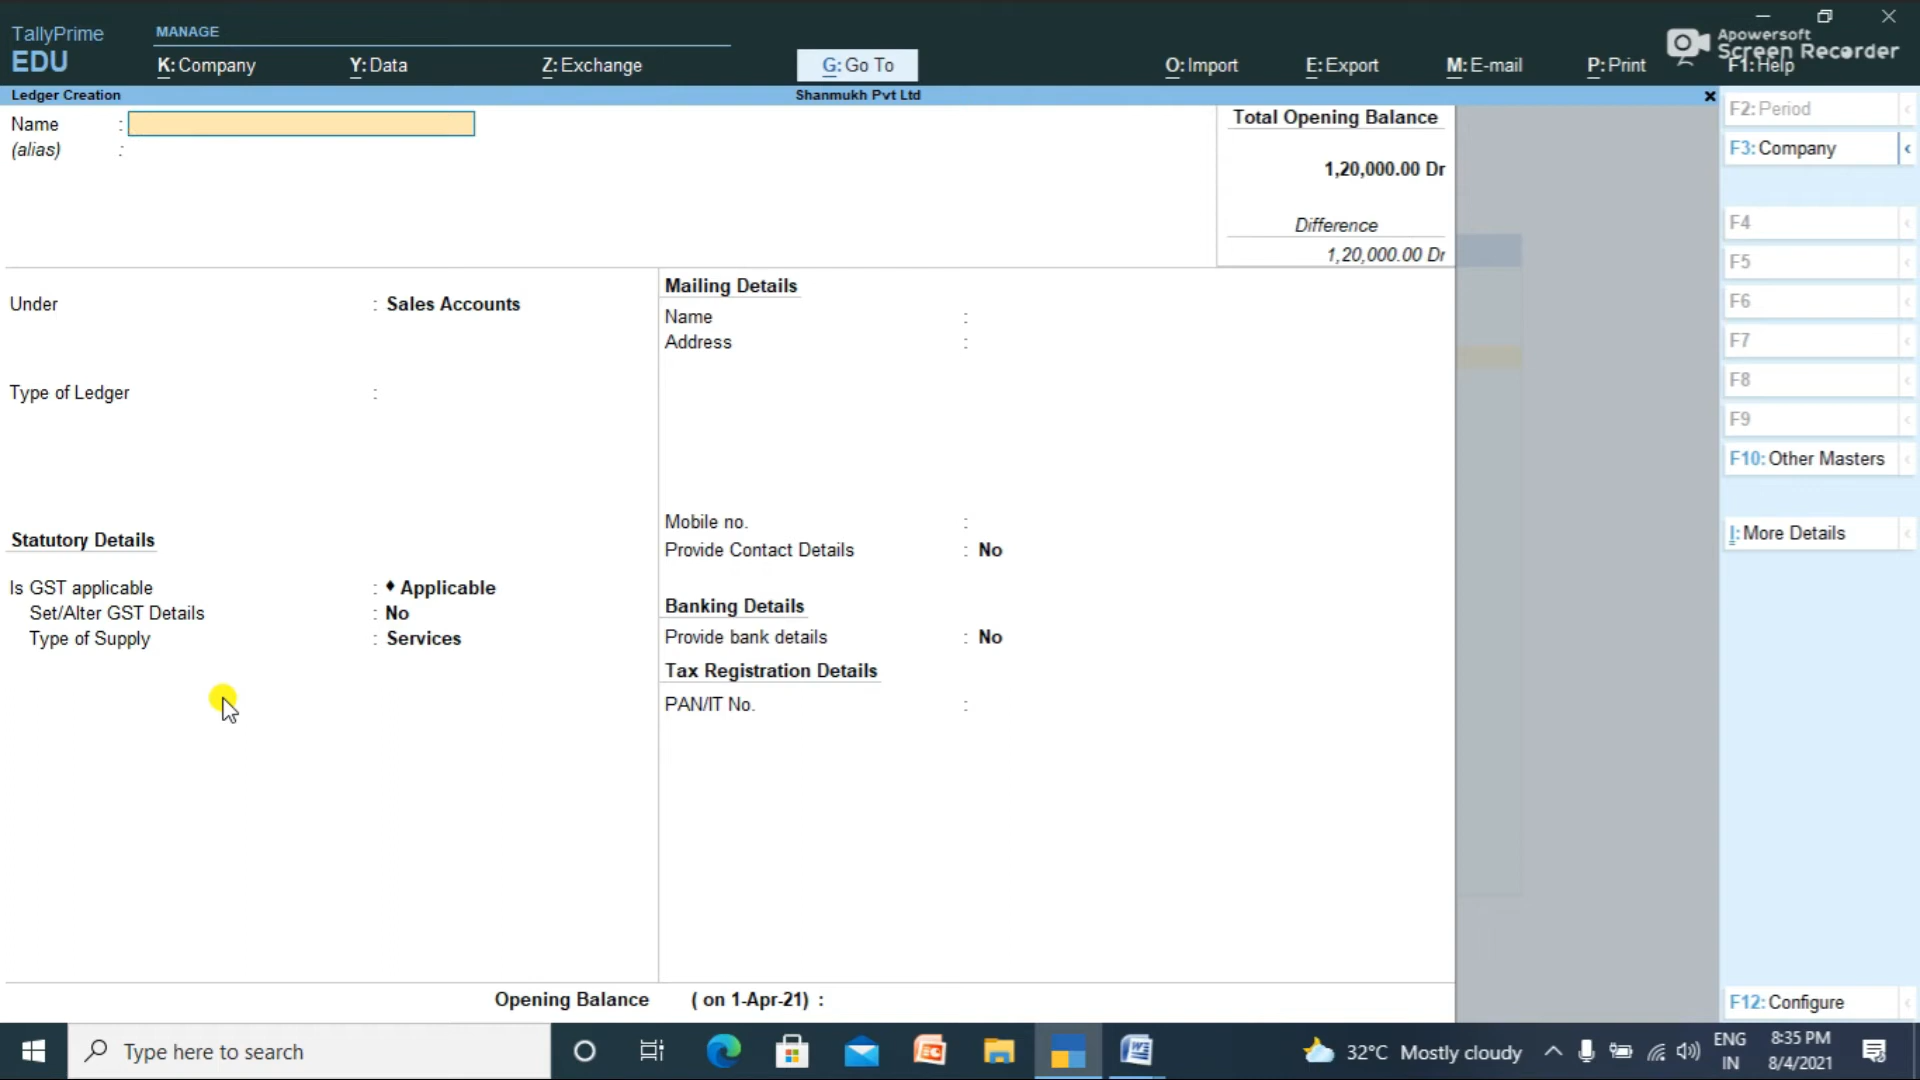 TallyPrime
EDU
MANAGE
K: Company
Y: Data
Z: Exchange
G: Go To
O: Import
E: Export
M: E-mail
P: Print
F1: Help
Apowersoft
Screen Recorder
Ledger Creation
Shanmukh Pvt Ltd
Name :
(alias) :
Total Opening Balance
1,20,000.00 Dr
Difference
1,20,000.00 Dr
Under : Sales Accounts
Type of Ledger :
Statutory Details
Is GST applicable : ♦ Applicable
Set/Alter GST Details : No
Type of Supply : Services
Mailing Details
Name :
Address :
Mobile no. :
Provide Contact Details : No
Banking Details
Provide bank details : No
Tax Registration Details
PAN/IT No. :
Opening Balance ( on 1-Apr-21) :
F2: Period
F3: Company
F4
F5
F6
F7
F8
F9
F10: Other Masters
I: More Details
F12: Configure
Type here to search
32°C Mostly cloudy
ENG
IN
8:35 PM
8/4/2021